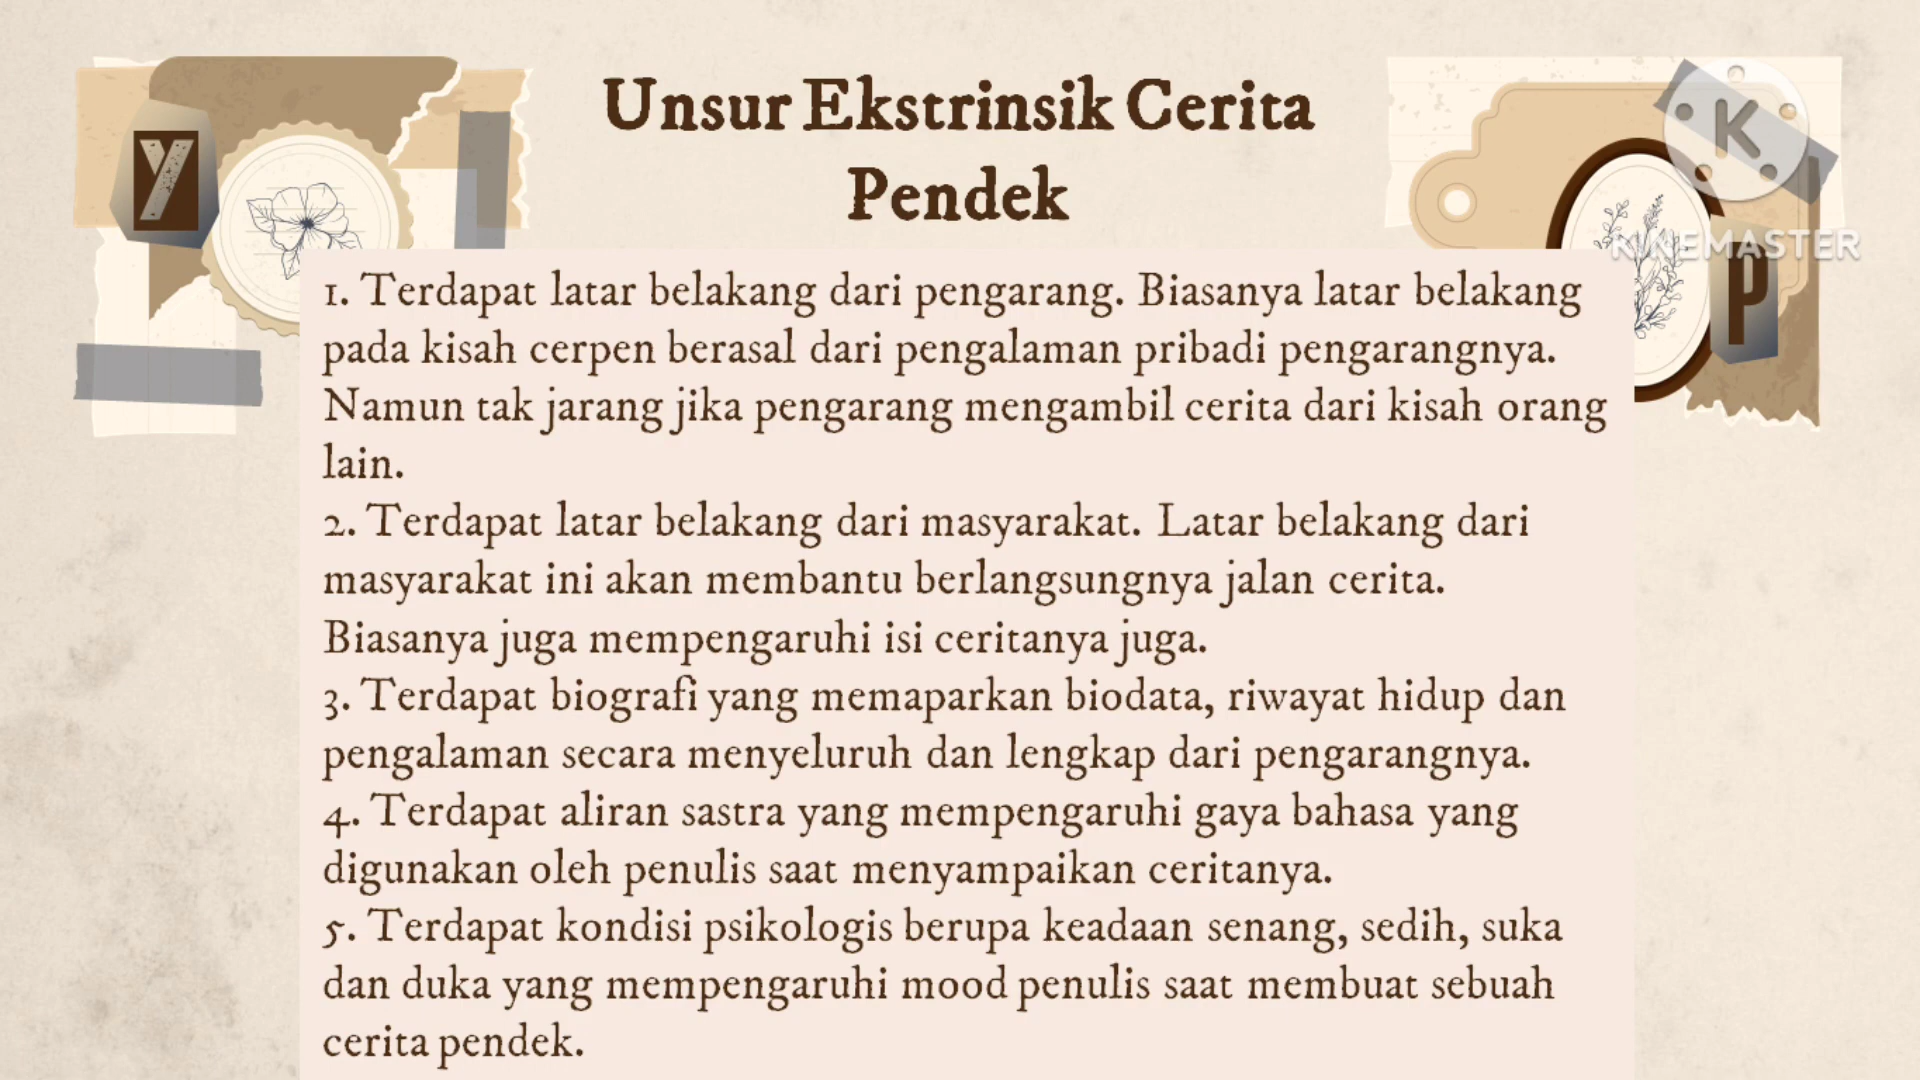 Unsur Ekstrinsik Cerita
Pendek
y
K
KINEMASTER
p
1. Terdapat latar belakang dari pengarang. Biasanya latar belakang
pada kisah cerpen berasal dari pengalaman pribadi pengarangnya.
Namun tak jarang jika pengarang mengambil cerita dari kisah orang
lain.
2. Terdapat latar belakang dari masyarakat. Latar belakang dari
masyarakat ini akan membantu berlangsungnya jalan cerita.
Biasanya juga mempengaruhi isi ceritanya juga.
3. Terdapat biografi yang memaparkan biodata, riwayat hidup dan
pengalaman secara menyeluruh dan lengkap dari pengarangnya.
4. Terdapat aliran sastra yang mempengaruhi gaya bahasa yang
digunakan oleh penulis saat menyampaikan ceritanya.
5. Terdapat kondisi psikologis berupa keadaan senang, sedih, suka
dan duka yang mempengaruhi mood penulis saat membuat sebuah
cerita pendek.